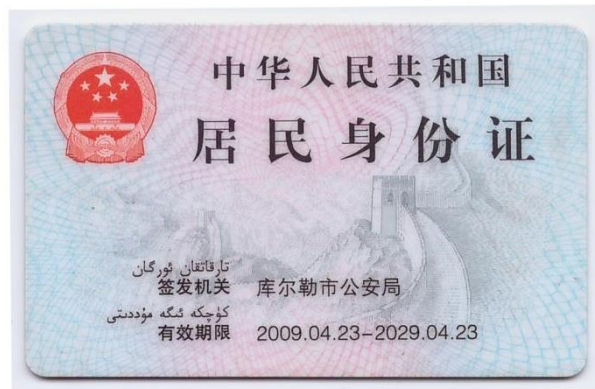 中华人民共和国
居民身份证
تارقاتقان ئورگان
签发机关 库尔勒市公安局
كۈچكە ئىگە مۇددىتى
有效期限 2009.04.23-2029.04.23